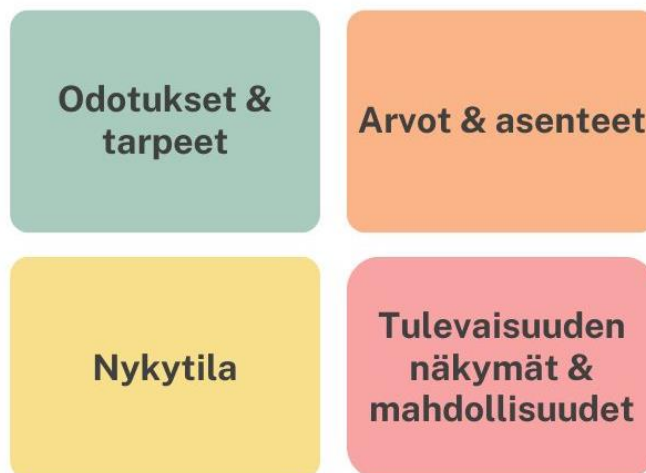 Odotukset &
tarpeet
Arvot & asenteet
Nykytila
Tulevaisuuden
näkymät &
mahdollisuudet